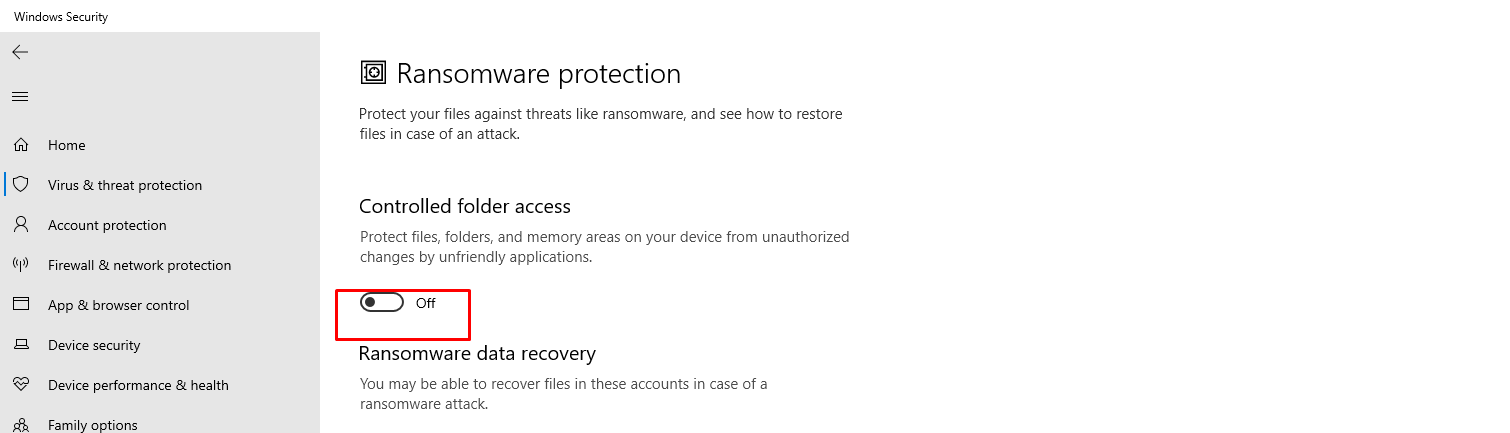 Windows Security
Home
Virus & threat protection
Account protection
Firewall & network protection
App & browser control
Device security
Device performance & health
Family options
Ransomware protection
Protect your files against threats like ransomware, and see how to restore
files in case of an attack.
Controlled folder access
Protect files, folders, and memory areas on your device from unauthorized
changes by unfriendly applications.
Off
Ransomware data recovery
You may be able to recover files in these accounts in case of a
ransomware attack.